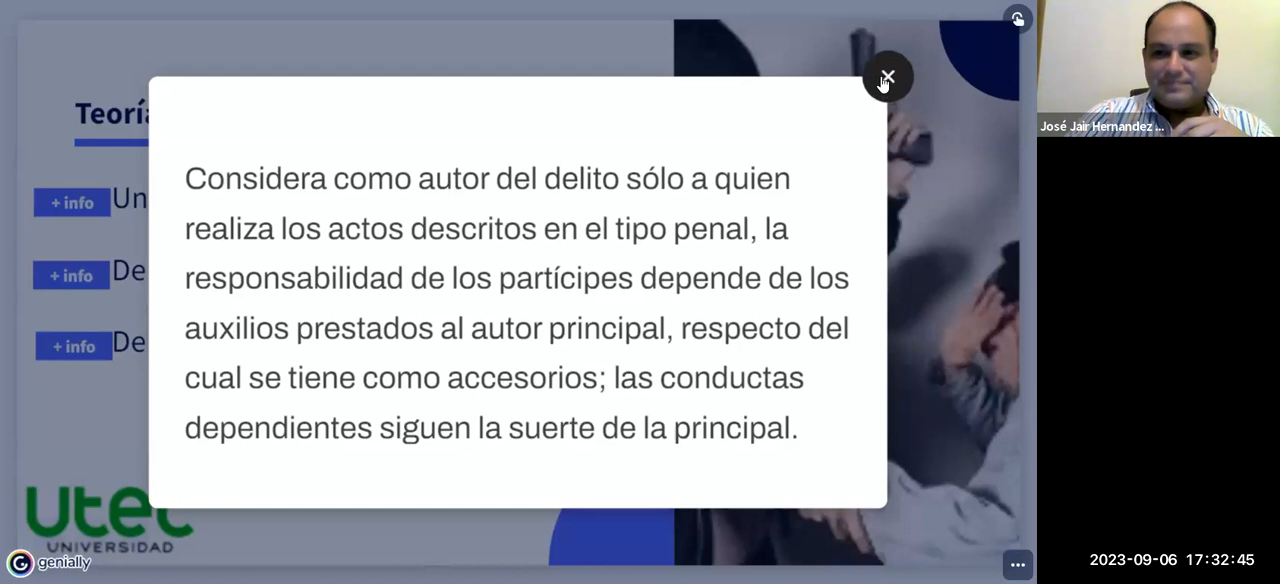 Teoría
+ info Un
+ info De
+ info De
Considera como autor del delito sólo a quien
realiza los actos descritos en el tipo penal, la
responsabilidad de los partícipes depende de los
auxilios prestados al autor principal, respecto del
cual se tiene como accesorios; las conductas
dependientes siguen la suerte de la principal.
utec
UNIVERSIDAD
genially
José Jair Hernandez ...
2023-09-06 17:32:45